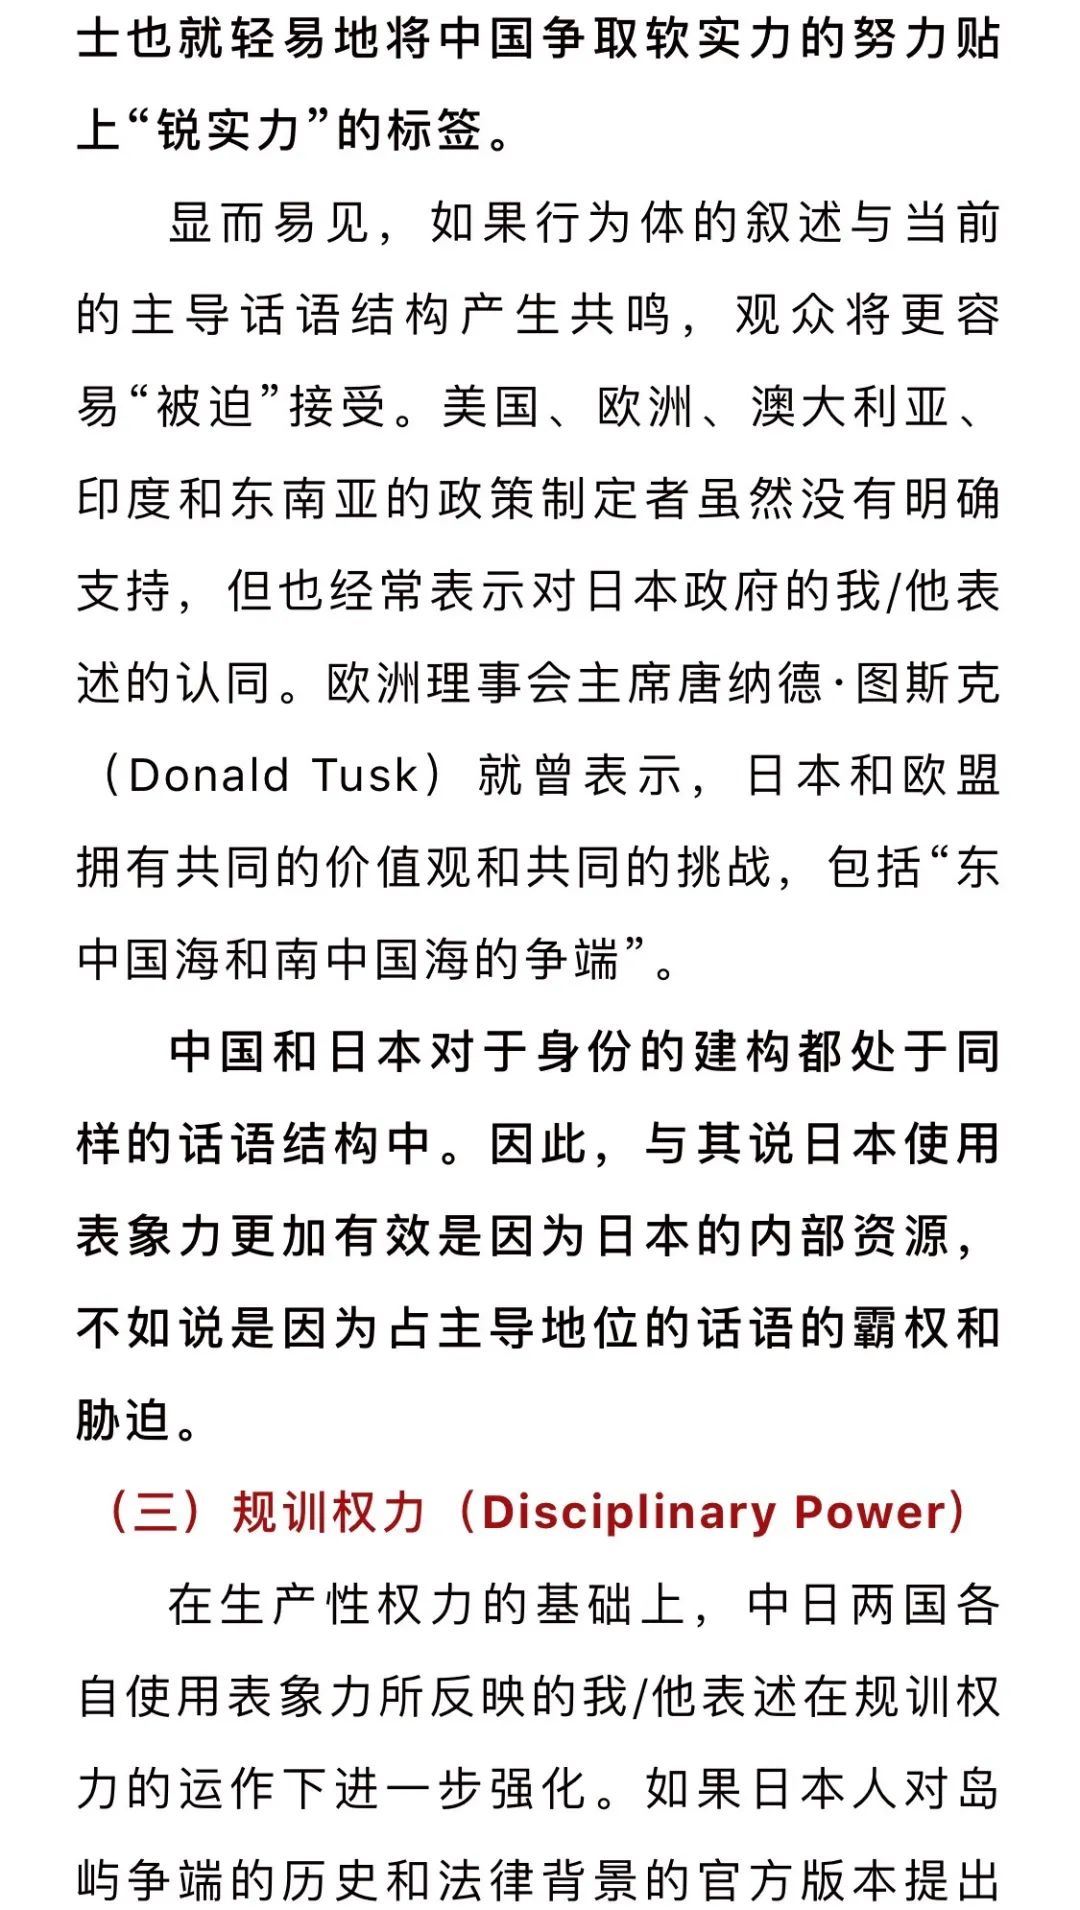 士也就轻易地将中国争取软实力的努力贴
上“锐实力”的标签。
显而易见，如果行为体的叙述与当前
的主导话语结构产生共鸣，观众将更容
易“被迫”接受。美国、欧洲、澳大利亚、
印度和东南亚的政策制定者虽然没有明确
支持，但也经常表示对日本政府的我/他表
述的认同。欧洲理事会主席唐纳德·图斯克
（Donald Tusk）就曾表示，日本和欧盟
拥有共同的价值观和共同的挑战，包括“东
中国海和南中国海的争端”。
中国和日本对于身份的建构都处于同
样的话语结构中。因此，与其说日本使用
表象力更加有效是因为日本的内部资源，
不如说是因为占主导地位的话语的霸权和
胁迫。
（三）规训权力（Disciplinary Power）
在生产性权力的基础上，中日两国各
自使用表象力所反映的我/他表述在规训权
力的运作下进一步强化。如果日本人对岛
屿争端的历史和法律背景的官方版本提出